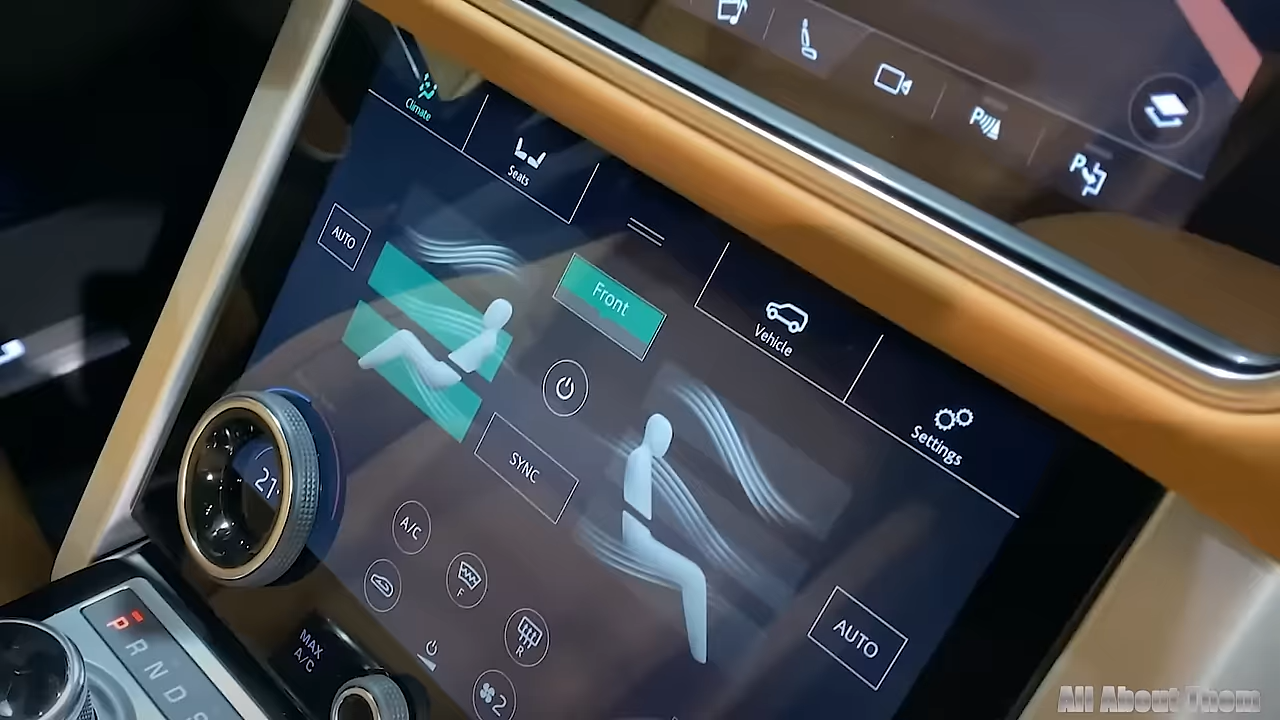 P
P
Climate
Seats
AUTO
Front
Vehicle
Settings
SYNC
21
A/C
F
R
AUTO
2
MAX
A/C
P
R
N
D
S
All About Them